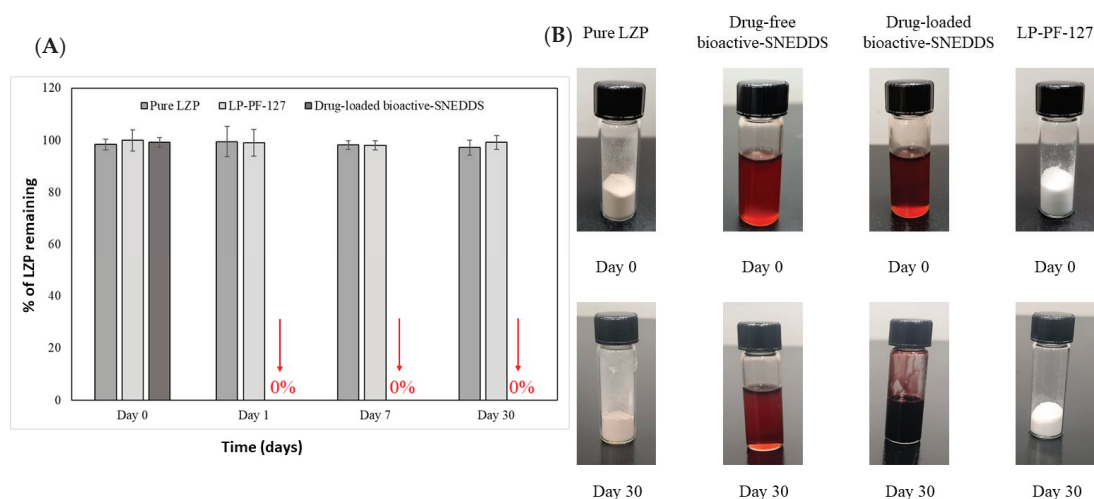 (A)
120
100
80
60
40
20
0
% of LZP remaining
Pure LZP LP-PF-127 Drug-loaded bioactive-SNEDDS
0% 0% 0%
Day 0 Day 1 Day 7 Day 30
Time (days)
(B)
Pure LZP
Drug-free
bioactive-SNEDDS
Drug-loaded
bioactive-SNEDDS
LP-PF-127
Day 0 Day 0 Day 0 Day 0
Day 30 Day 30 Day 30 Day 30